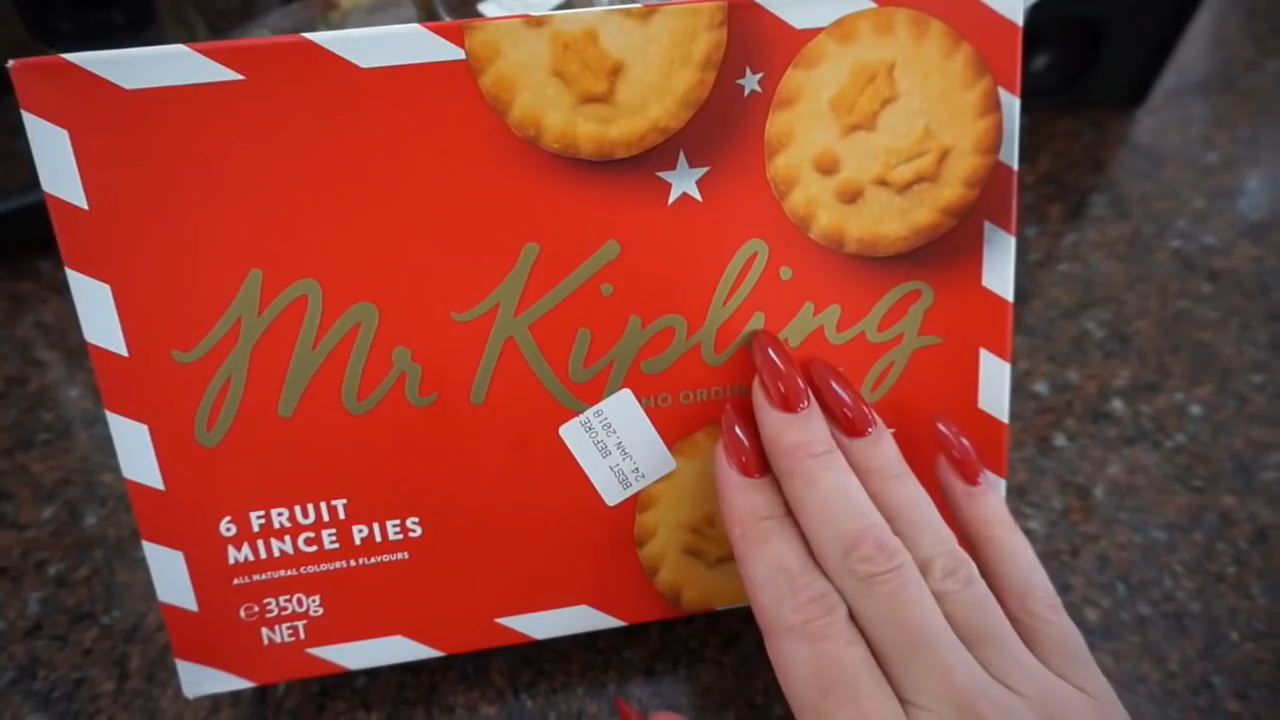 Mr Kipling
NO ORDIN
BEST BEFORE:
24.JAN.2018
6 FRUIT
MINCE PIES
ALL NATURAL COLOURS & FLAVOURS
℮ 350g
NET